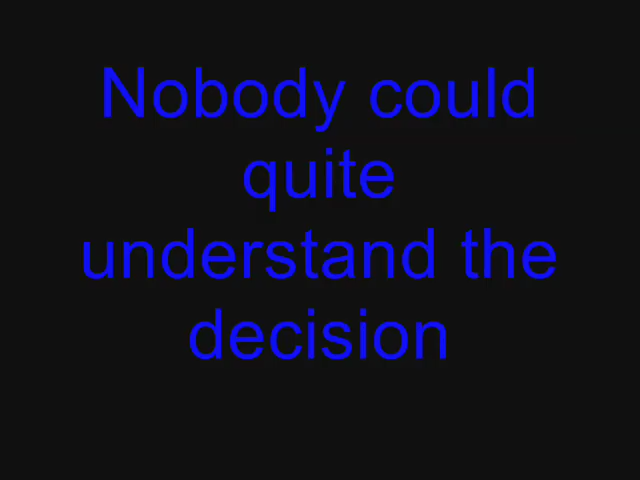 Nobody could
quite
understand the
decision